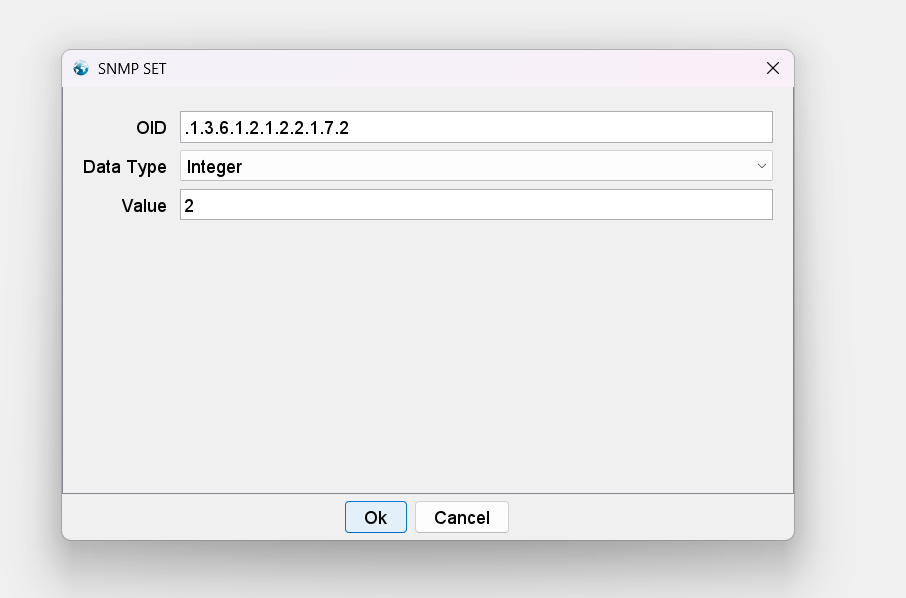 SNMP SET
OID .1.3.6.1.2.1.2.2.1.7.2
Data Type Integer
Value 2
Ok Cancel